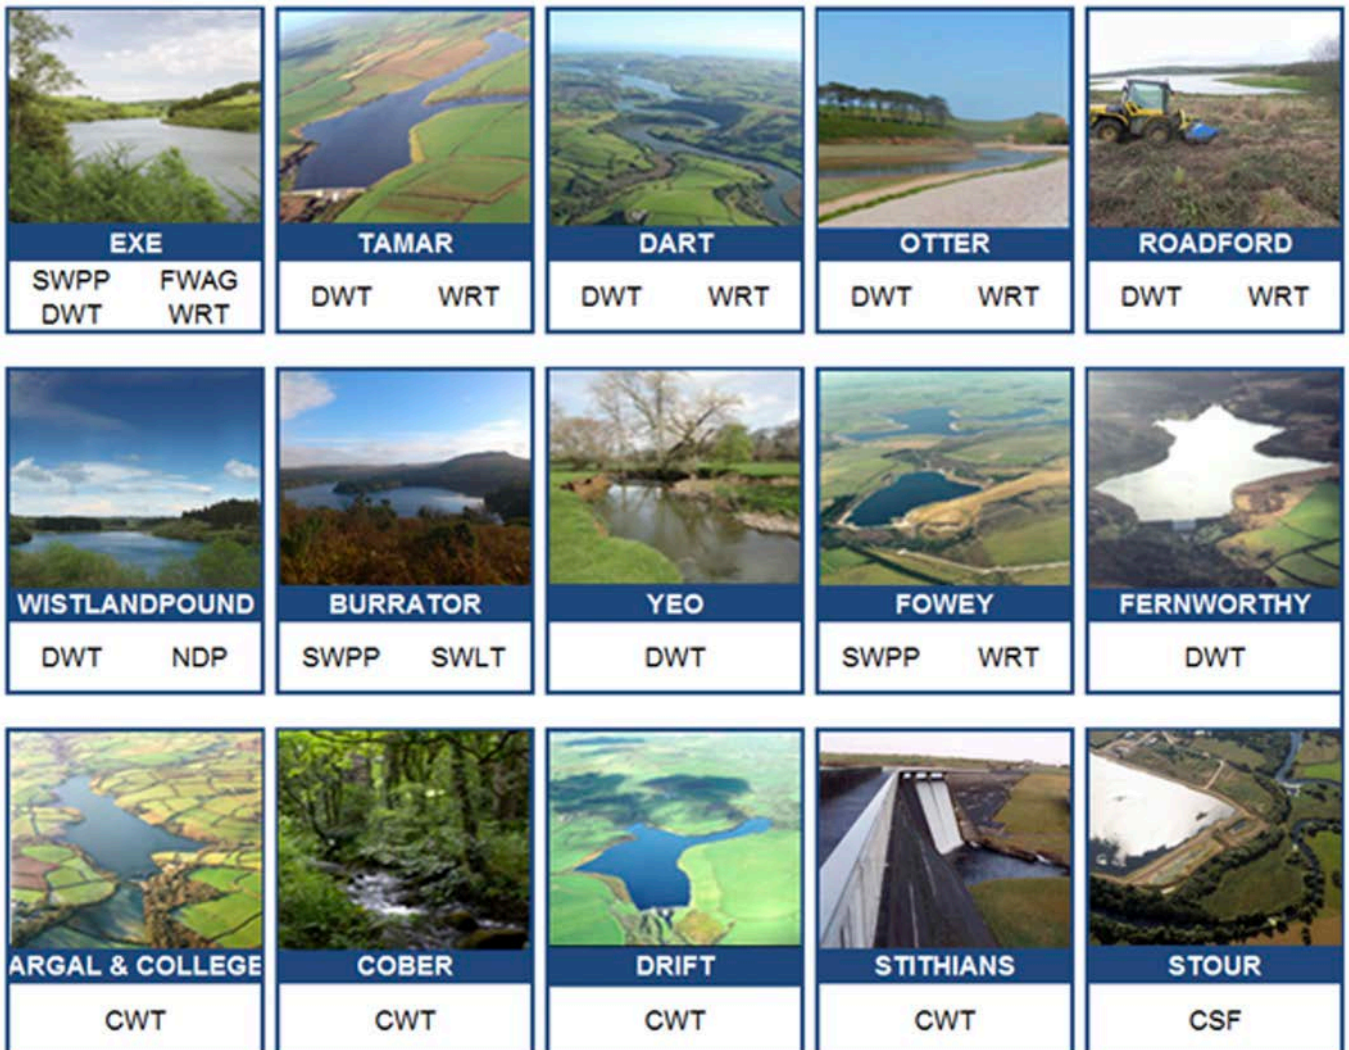 EXE
SWPP FWAG
DWT WRT
TAMAR
DWT WRT
DART
DWT WRT
OTTER
DWT WRT
ROADFORD
DWT WRT
WISTLANDPOUND
DWT NDP
BURRATOR
SWPP SWLT
YEO
DWT
FOWEY
SWPP WRT
FERNWORTHY
DWT
ARGAL & COLLEGE
CWT
COBER
CWT
DRIFT
CWT
STITHIANS
CWT
STOUR
CSF